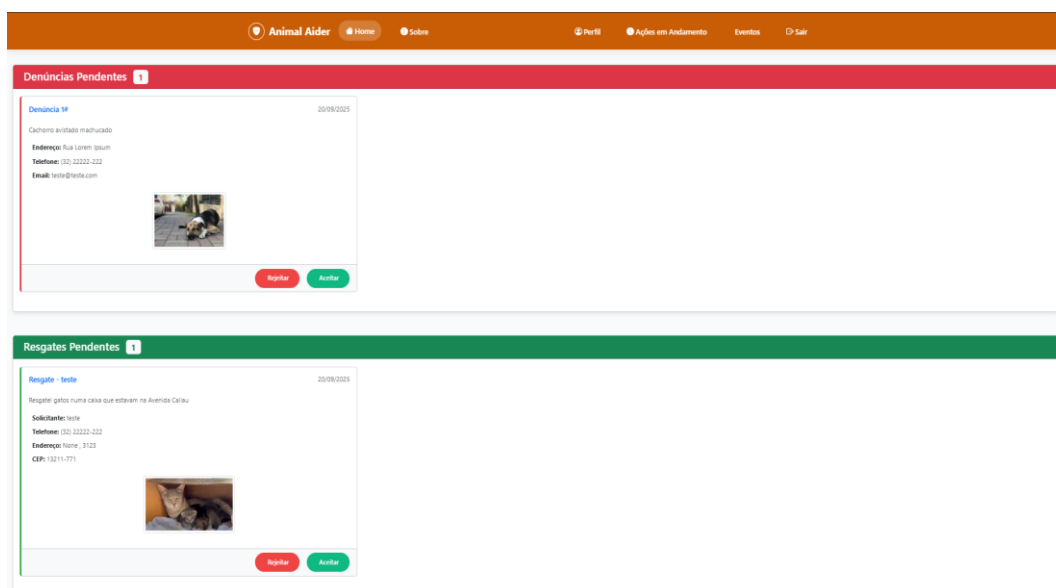 Animal Aider Home Sobre Perfil Ações em Andamento Eventos Sair
Denúncias Pendentes 1
Denúncia 1# 20/09/2025
Cachorro avistado machucado
Endereço: Rua Lorem Ipsum
Telefone: (32) 22222-222
Email: teste@teste.com
Rejeitar Aceitar
Resgates Pendentes 1
Resgate - teste 20/09/2025
Resgatei gatos numa caixa que estavam na Avenida Callau
Solicitante: teste
Telefone: (32) 22222-222
Endereço: None , 3123
CEP: 13211-771
Rejeitar Aceitar